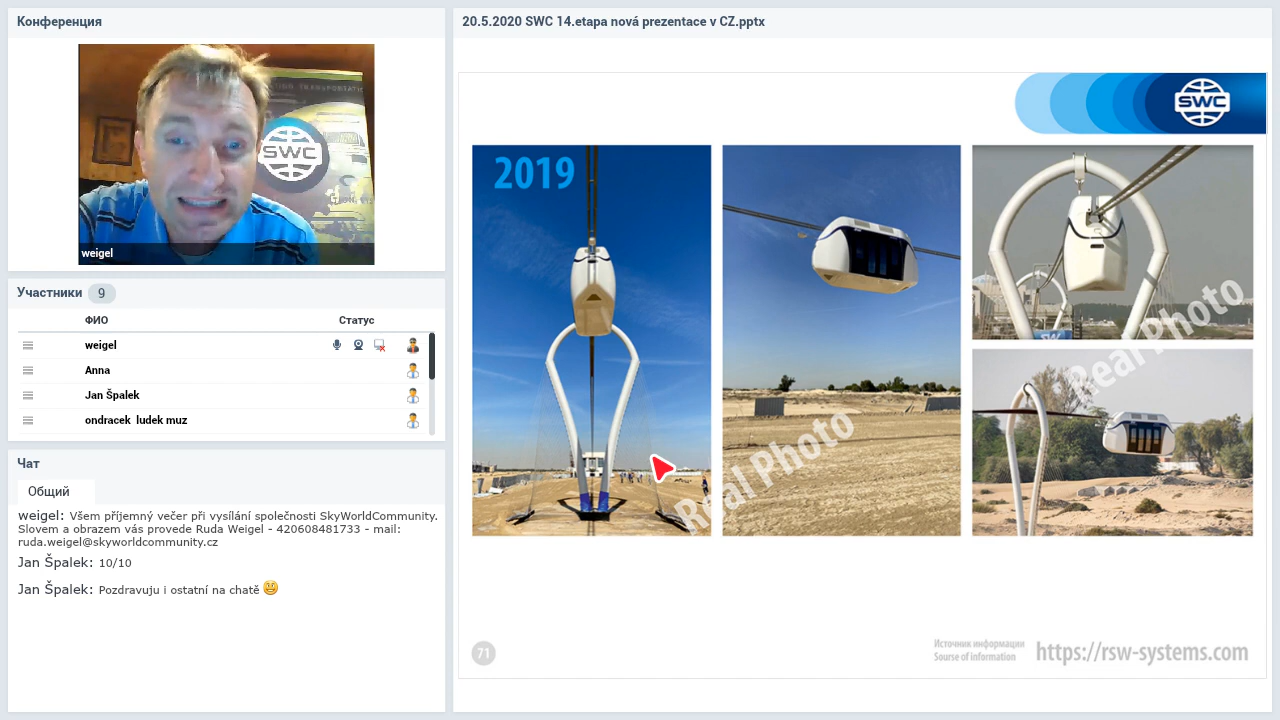 Конференция
SWC
weigel
Участники 9
ФИО Статус
weigel
Anna
Jan Špalek
ondracek ludek muz
Чат
Общий
weigel: Všem příjemný večer při vysílání společnosti SkyWorldCommunity.
Slovem a obrazem vás provede Ruda Weigel - 420608481733 - mail:
ruda.weigel@skyworldcommunity.cz
Jan Špalek: 10/10
Jan Špalek: Pozdravuju i ostatní na chatě
20.5.2020 SWC 14.etapa nová prezentace v CZ.pptx
SWC
2019
Real Photo
Real Photo
71
Источник информации
Sourse of information
https://rsw-systems.com